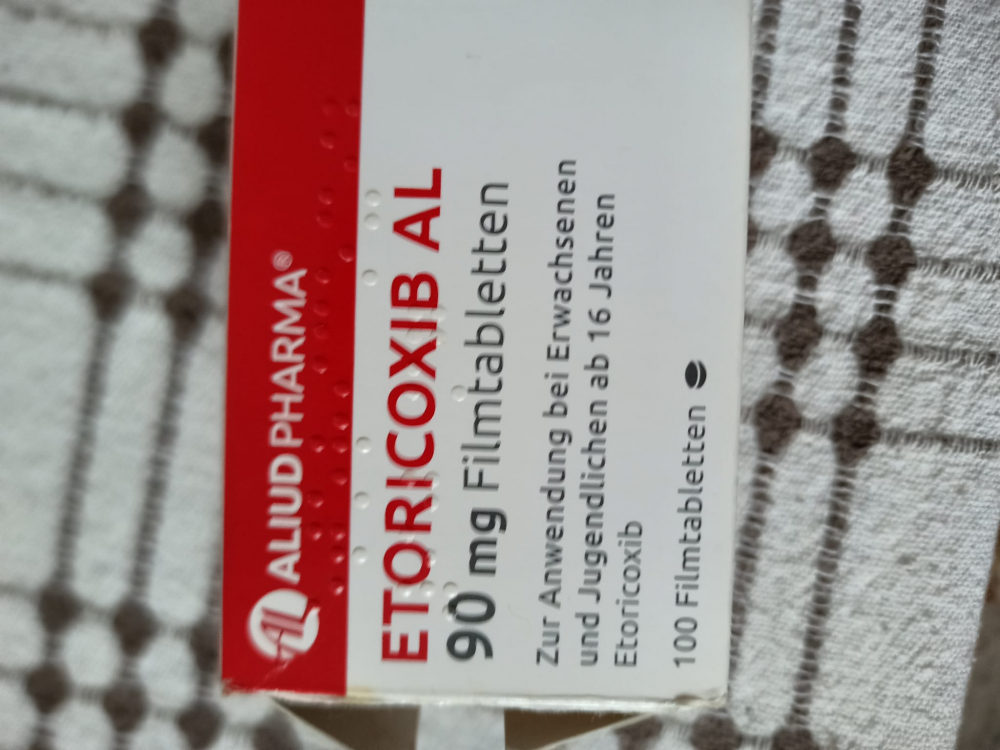 AL ALIUD PHARMA®
ETORICOXIB AL
90 mg Filmtabletten
Zur Anwendung bei Erwachsenen
und Jugendlichen ab 16 Jahren
Etoricoxib
100 Filmtabletten